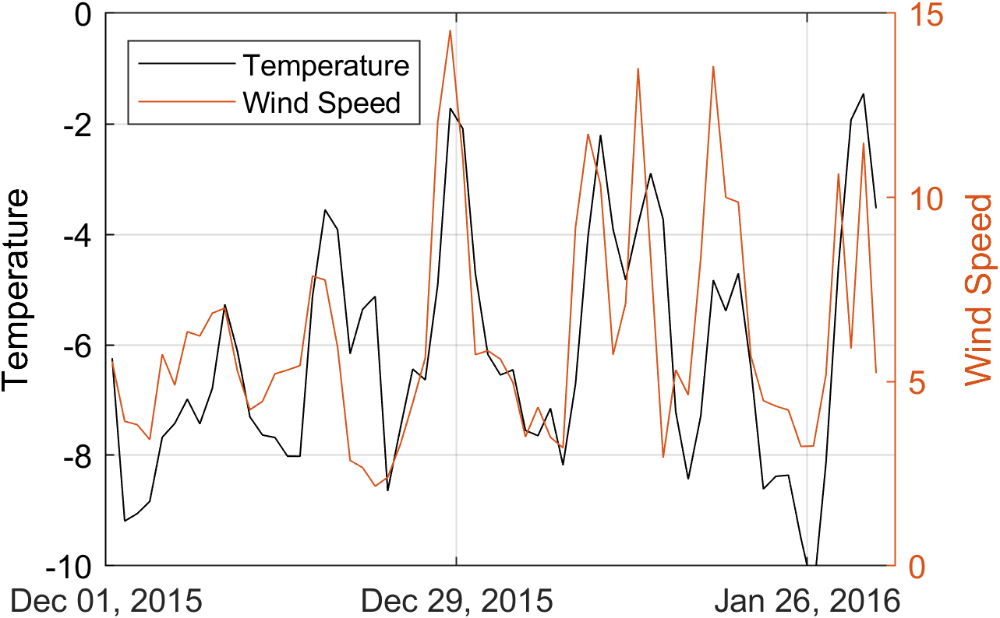 0
-2
-4
-6
-8
-10
Temperature
Temperature
Wind Speed
15
10
5
0
Wind Speed
Dec 01, 2015
Dec 29, 2015
Jan 26, 2016